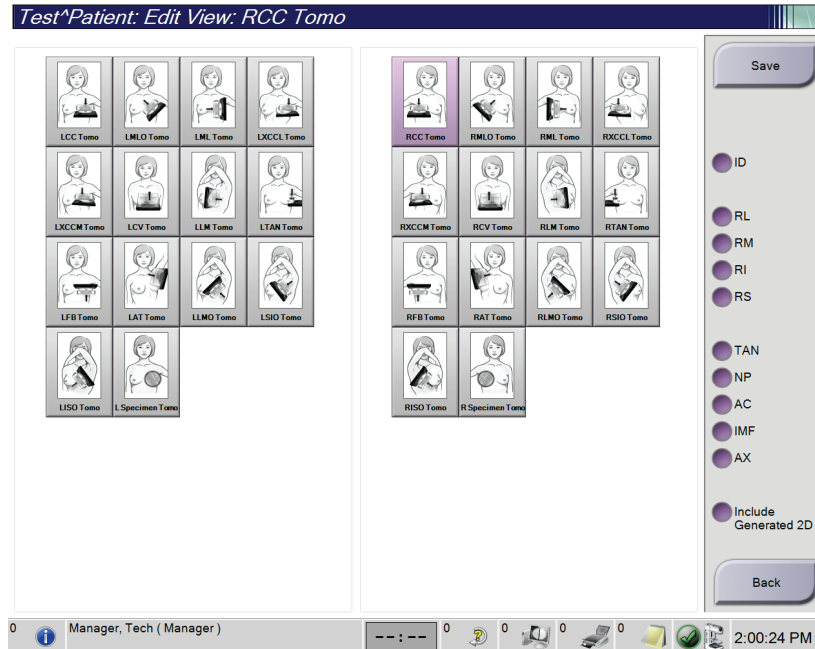 Test^Patient: Edit View: RCC Tomo
LCC Tomo LMLO Tomo LML Tomo LXCCL Tomo
LXCCM Tomo LCV Tomo LLM Tomo LTAN Tomo
LFB Tomo LAT Tomo LLMO Tomo LSIO Tomo
LISO Tomo L Specimen Tomo
RCC Tomo RMLO Tomo RML Tomo RXCCL Tomo
RXCCM Tomo RCV Tomo RLM Tomo RTAN Tomo
RFB Tomo RAT Tomo RLMO Tomo RSIO Tomo
RISO Tomo R Specimen Tomo
Save
ID
RL
RM
RI
RS
TAN
NP
AC
IMF
AX
Include
Generated 2D
Back
0 Manager, Tech ( Manager ) --:-- 0 0 0 0 2:00:24 PM